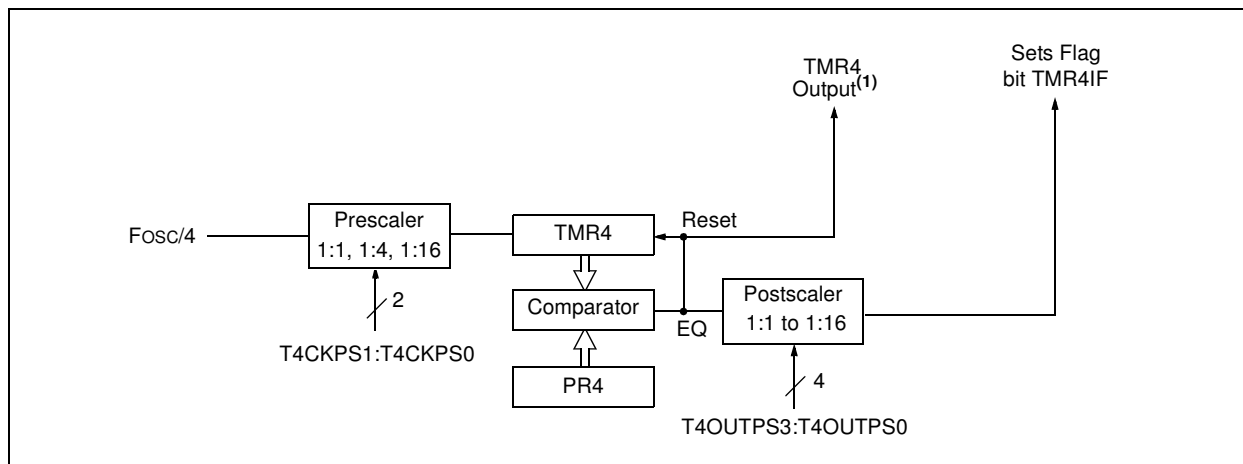 Sets Flag
bit TMR4IF
TMR4
Output(1)
FOSC/4
Prescaler
1:1, 1:4, 1:16
2
T4CKPS1:T4CKPS0
TMR4
Reset
Comparator
EQ
PR4
Postscaler
1:1 to 1:16
4
T4OUTPS3:T4OUTPS0